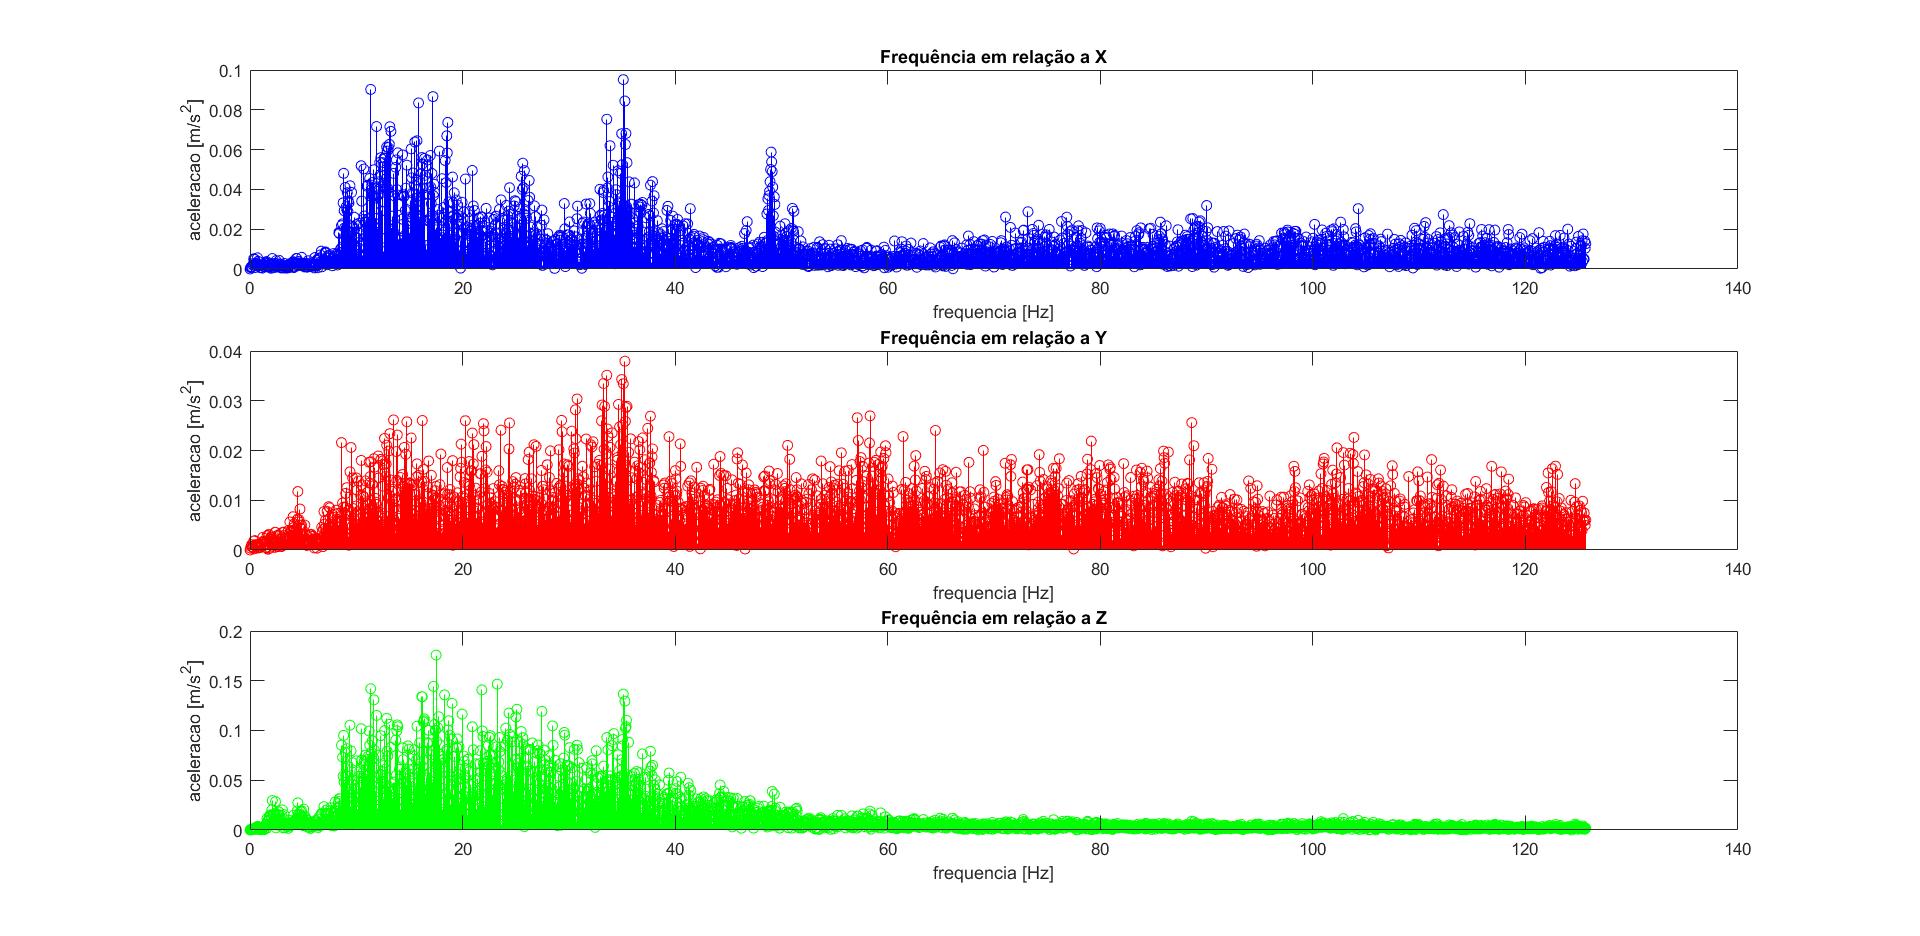 Frequência em relação a X
0.1
0.08
0.06
0.04
0.02
0
aceleracao [m/s²]
0 20 40 60 80 100 120 140
frequencia [Hz]
Frequência em relação a Y
0.04
0.03
0.02
0.01
0
aceleracao [m/s²]
0 20 40 60 80 100 120 140
frequencia [Hz]
Frequência em relação a Z
0.2
0.15
0.1
0.05
0
aceleracao [m/s²]
0 20 40 60 80 100 120 140
frequencia [Hz]